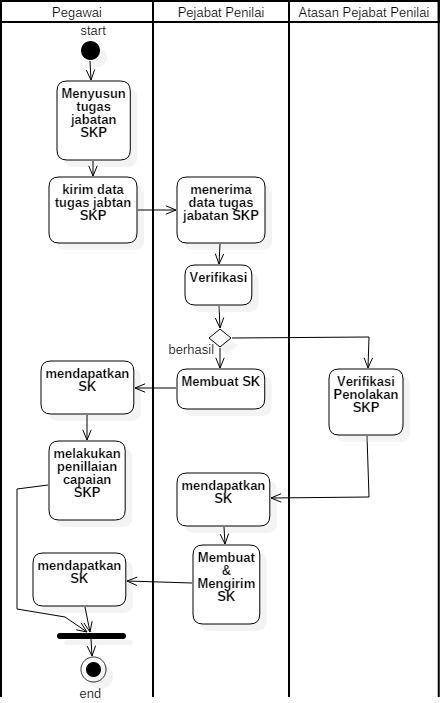 Pegawai
Pejabat Penilai
Atasan Pejabat Penilai
start
Menyusun
tugas
jabatan
SKP
kirim data
tugas jabtan
SKP
menerima
data tugas
jabatan SKP
Verifikasi
berhasil
mendapatkan
SK
Membuat SK
Verifikasi
Penolakan
SKP
melakukan
penillaian
capaian
SKP
mendapatkan
SK
mendapatkan
SK
Membuat
&
Mengirim
SK
end